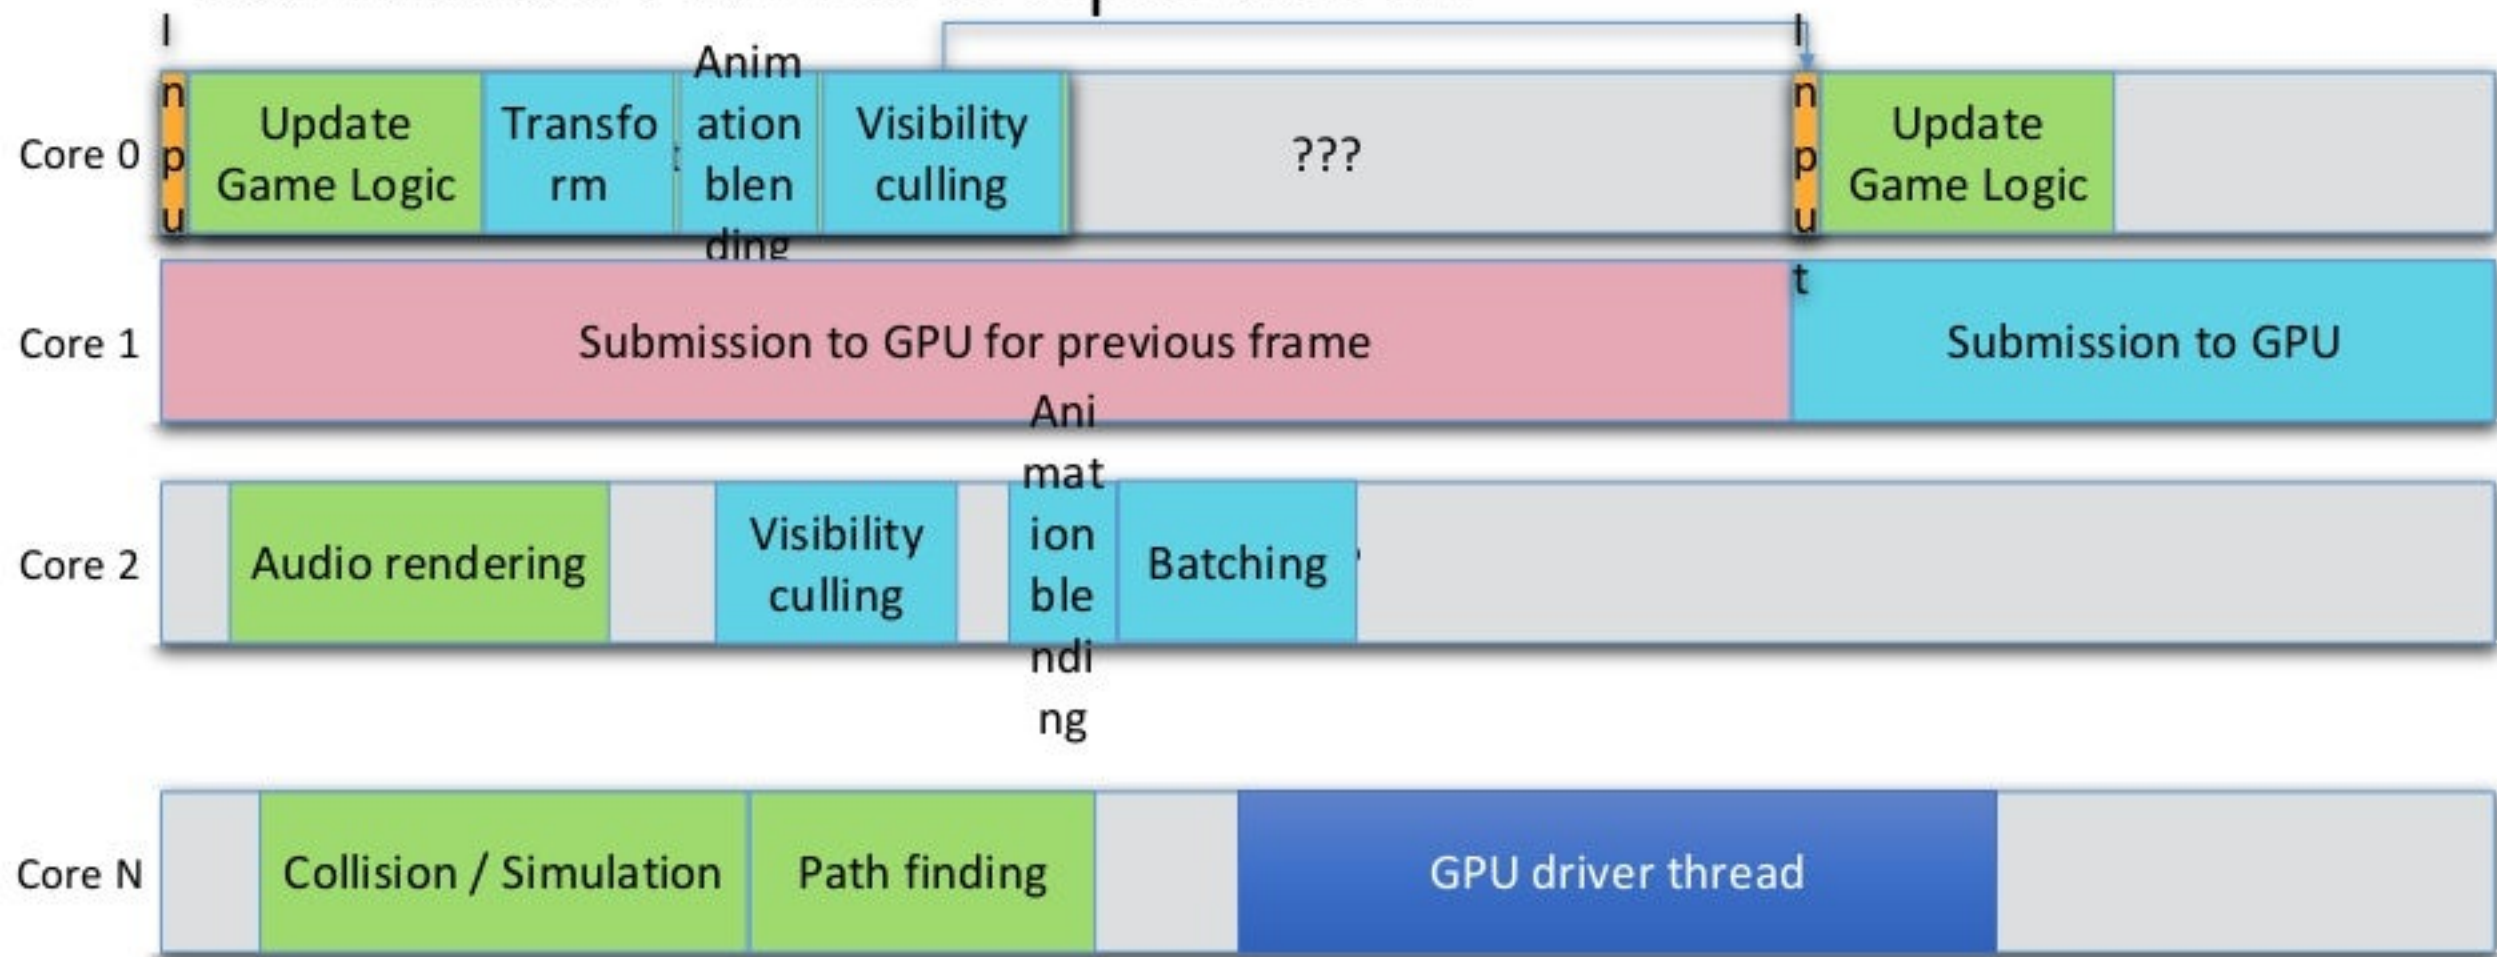 Core 0
I
n
p
u
t
Update
Game Logic
Transfo
rm
Anim
ation
blen
ding
Visibility
culling
???
I
n
p
u
t
Update
Game Logic
Core 1
Submission to GPU for previous frame
Submission to GPU
Core 2
Audio rendering
Visibility
culling
Ani
mat
ion
ble
ndi
ng
Batching
Core N
Collision / Simulation
Path finding
GPU driver thread